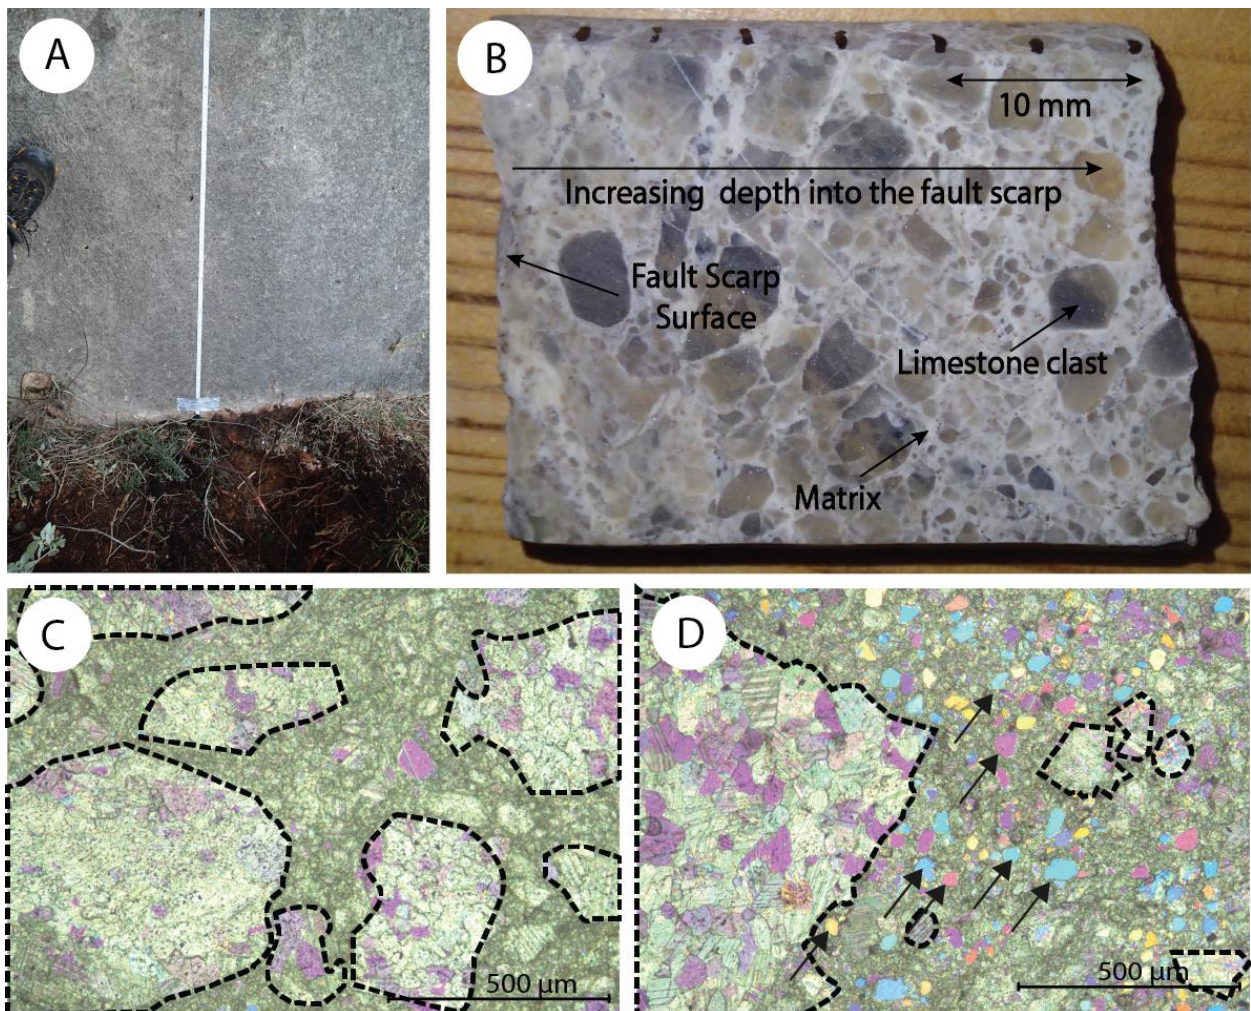 A
B
10 mm
Increasing depth into the fault scarp
Fault Scarp
Surface
Limestone clast
Matrix
C
500 µm
D
500 µm